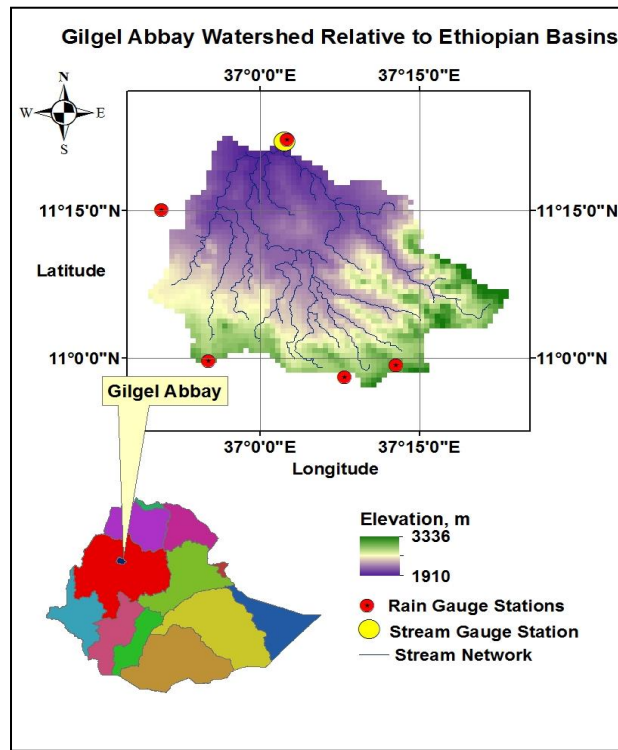 Gilgel Abbay Watershed Relative to Ethiopian Basins
N
W E
S
37°0'0"E 37°15'0"E
11°15'0"N 11°15'0"N
Latitude
11°0'0"N 11°0'0"N
Gilgel Abbay
37°0'0"E 37°15'0"E
Longitude
Elevation, m
3336
1910
Rain Gauge Stations
Stream Gauge Station
Stream Network